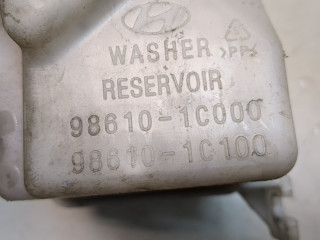 WASHER >PP<
RESERVOIR
98610-1C000
98610-1C100